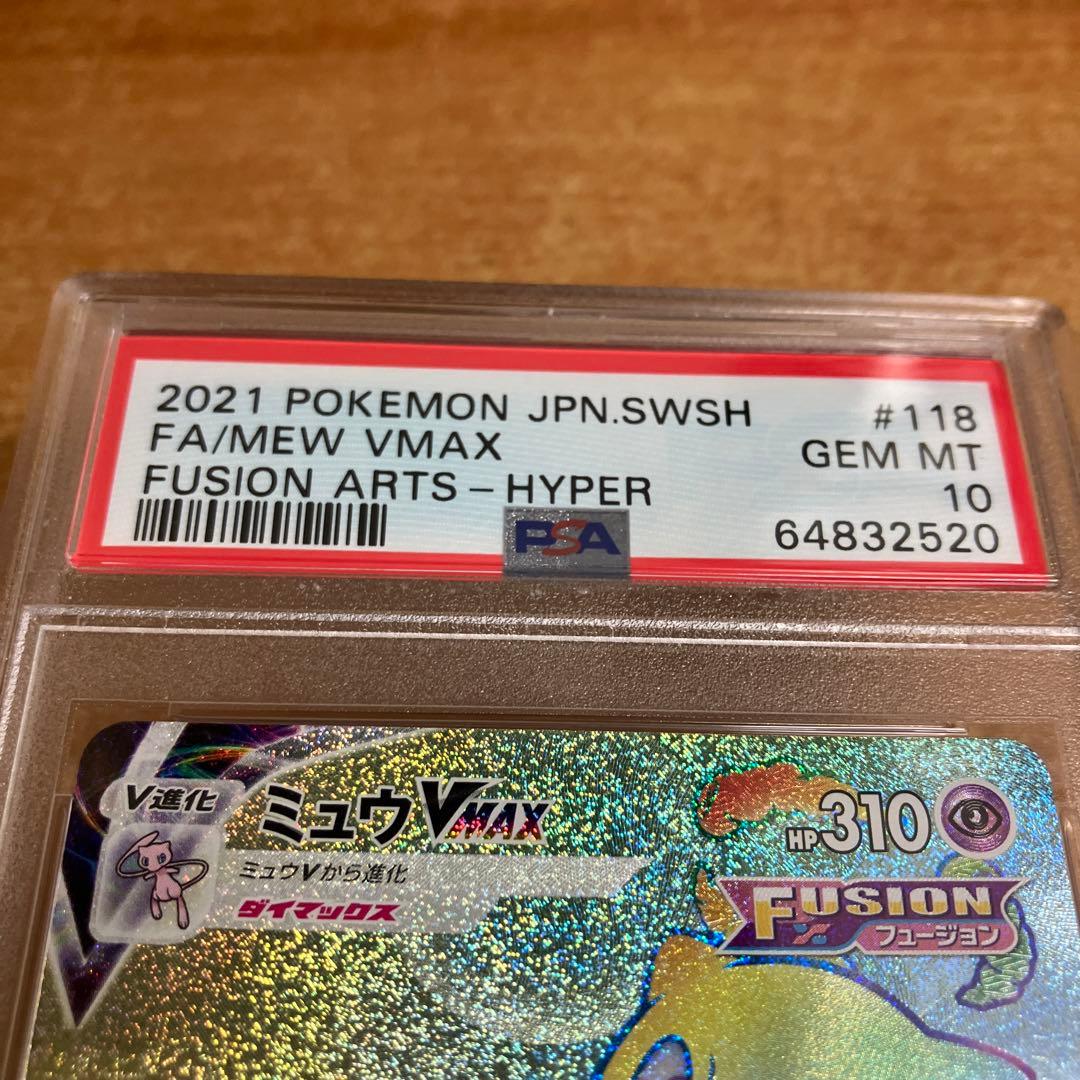 2021 POKEMON JPN.SWSH #118
FA/MEW VMAX GEM MT
FUSION ARTS – HYPER 10
PSA 64832520
V進化 ミュウVMAX HP310
ミュウVから進化
ダイマックス
FUSION
フュージョン